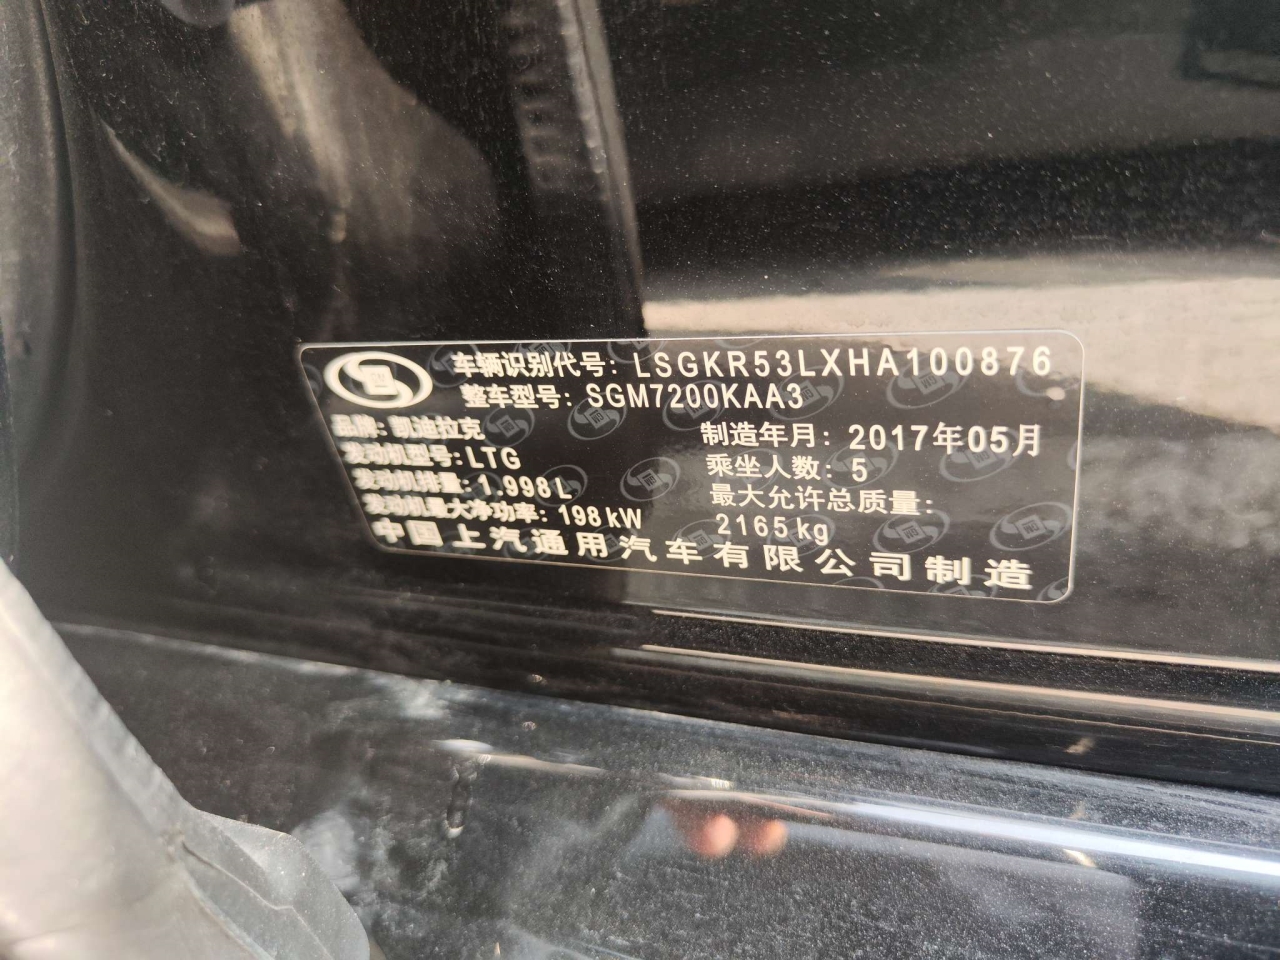 车辆识别代号: LSGKR53LXHA100876
整车型号: SGM7200KAA3
品牌: 凯迪拉克
制造年月: 2017年05月
发动机型号: LTG
乘坐人数: 5
发动机排量: 1.998L
最大允许总质量:
发动机最大净功率: 198kW
2165kg
中国上汽通用汽车有限公司制造